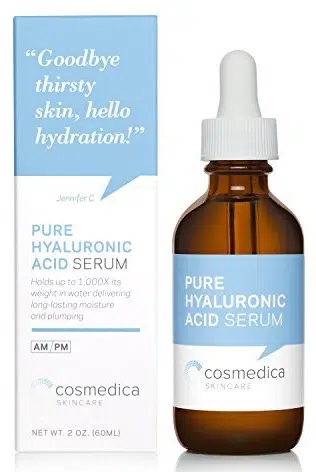 “Goodbye
thirsty
skin, hello
hydration!”
Jennifer C.
PURE
HYALURONIC
ACID SERUM
Holds up to 1,000X its
weight in water delivering
long-lasting moisture
and plumping
AM/PM
cosmedica
SKINCARE
NET WT. 2 OZ. (60ML)
PURE
HYALURONIC
ACID SERUM
cosmedica
SKINCARE